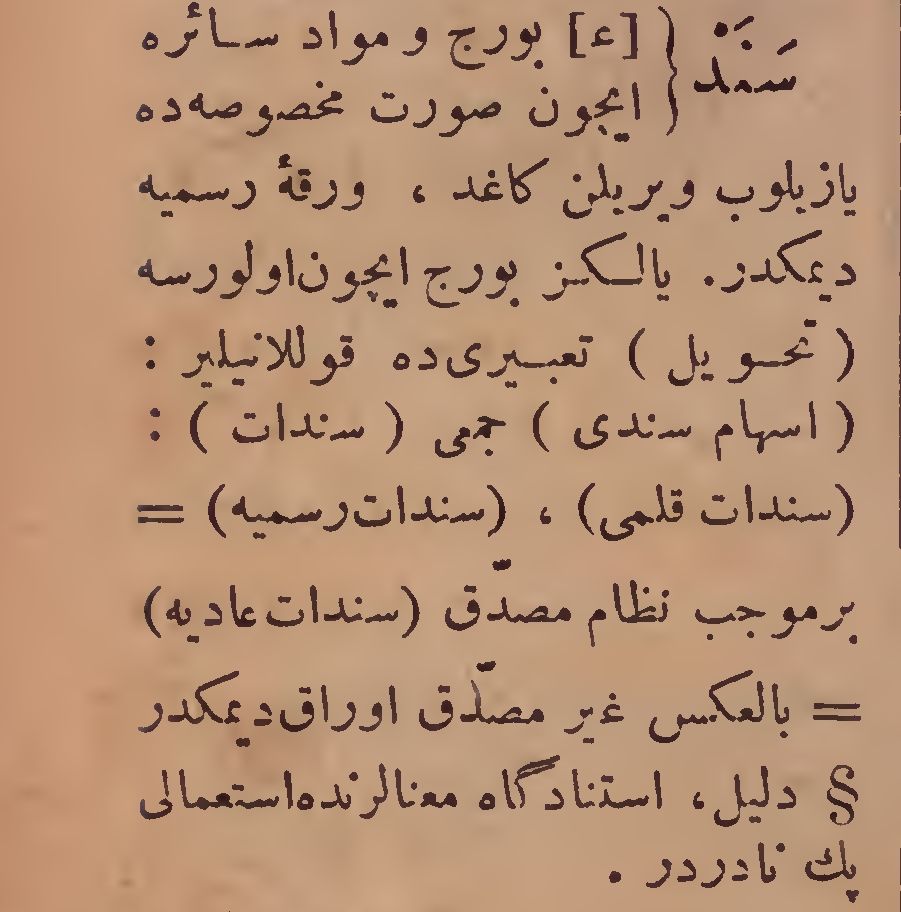 سَنَد { [ع] بورج و مواد سائره
ایچون صورت مخصوصه‌ده
یازیلوب ویریلن کاغد ، ورقهٔ رسمیه
دیمکدر. یالکز بورج ایچون اولورسه
( تحویل ) تعبیری‌ده قوللانیلیر :
( اسهام سندی ) جمعی ( سندات ) :
(سندات قلمی) ، (سندات رسمیه) =
برموجب نظام مصدّق (سندات عادیه)
= بالعکس غیر مصدّق اوراق دیمکدر
§ دلیل، استنادگاه معنالرنده استعمالی
پك نادردر .